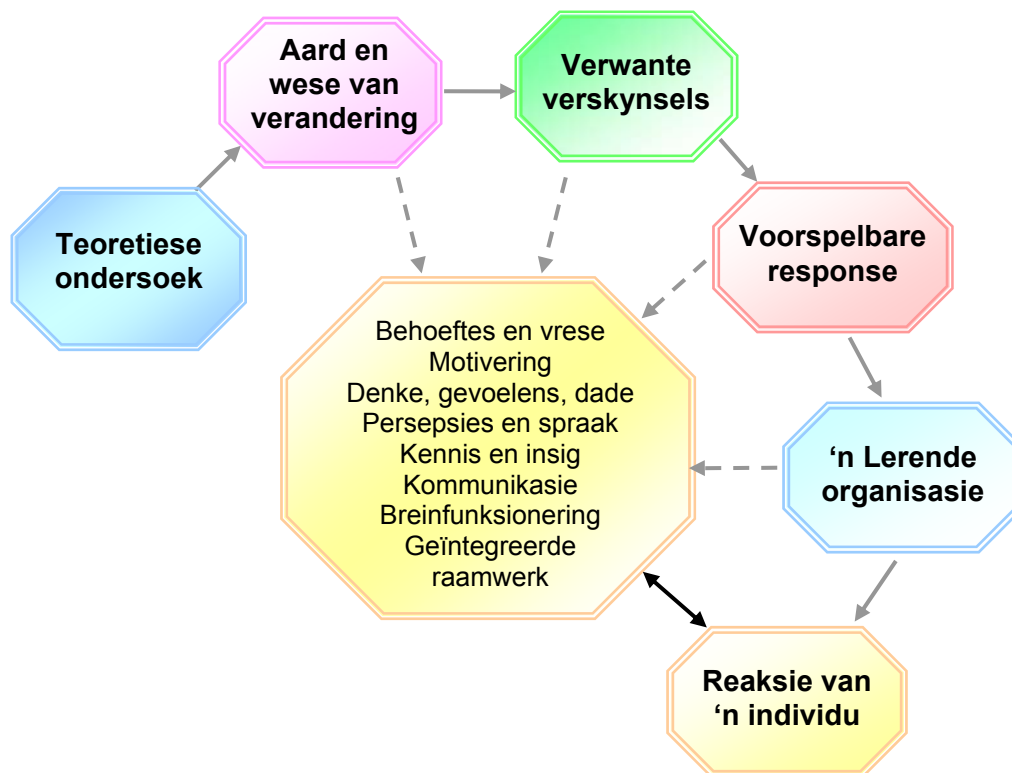 Aard en
wese van
verandering
Verwante
verskynsels
Teoretiese
ondersoek
Voorspelbare
response
Behoeftes en vrese
Motivering
Denke, gevoelens, dade
Persepsies en spraak
Kennis en insig
Kommunikasie
Breinfunksionering
Geïntegreerde
raamwerk
‘n Lerende
organisasie
Reaksie van
‘n individu